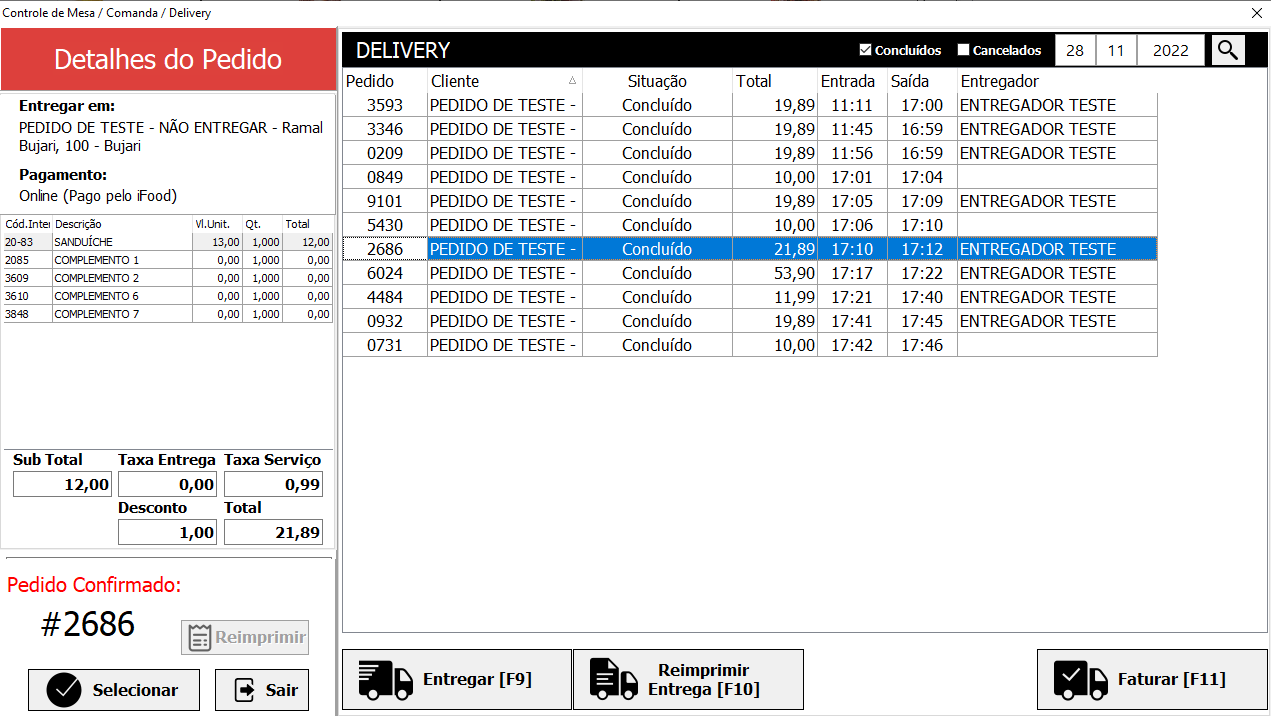 Controle de Mesa / Comanda / Delivery
Detalhes do Pedido
Entregar em:
PEDIDO DE TESTE - NÃO ENTREGAR - Ramal
Bujari, 100 - Bujari
Pagamento:
Online (Pago pelo iFood)
Cód.Inter Descrição Vl.Unit. Qt. Total
20-83 SANDUÍCHE 13,00 1,000 12,00
2085 COMPLEMENTO 1 0,00 1,000 0,00
3609 COMPLEMENTO 2 0,00 1,000 0,00
3610 COMPLEMENTO 6 0,00 1,000 0,00
3848 COMPLEMENTO 7 0,00 1,000 0,00
Sub Total Taxa Entrega Taxa Serviço
12,00 0,00 0,99
Desconto Total
1,00 21,89
Pedido Confirmado:
#2686
Reimprimir
Selecionar Sair
DELIVERY Concluídos Cancelados 28 11 2022
Pedido Cliente Situação Total Entrada Saída Entregador
3593 PEDIDO DE TESTE - Concluído 19,89 11:11 17:00 ENTREGADOR TESTE
3346 PEDIDO DE TESTE - Concluído 19,89 11:45 16:59 ENTREGADOR TESTE
0209 PEDIDO DE TESTE - Concluído 19,89 11:56 16:59 ENTREGADOR TESTE
0849 PEDIDO DE TESTE - Concluído 10,00 17:01 17:04
9101 PEDIDO DE TESTE - Concluído 19,89 17:05 17:09 ENTREGADOR TESTE
5430 PEDIDO DE TESTE - Concluído 10,00 17:06 17:10
2686 PEDIDO DE TESTE - Concluído 21,89 17:10 17:12 ENTREGADOR TESTE
6024 PEDIDO DE TESTE - Concluído 53,90 17:17 17:22 ENTREGADOR TESTE
4484 PEDIDO DE TESTE - Concluído 11,99 17:21 17:40 ENTREGADOR TESTE
0932 PEDIDO DE TESTE - Concluído 19,89 17:41 17:45 ENTREGADOR TESTE
0731 PEDIDO DE TESTE - Concluído 10,00 17:42 17:46
Entregar [F9]
Reimprimir
Entrega [F10]
Faturar [F11]